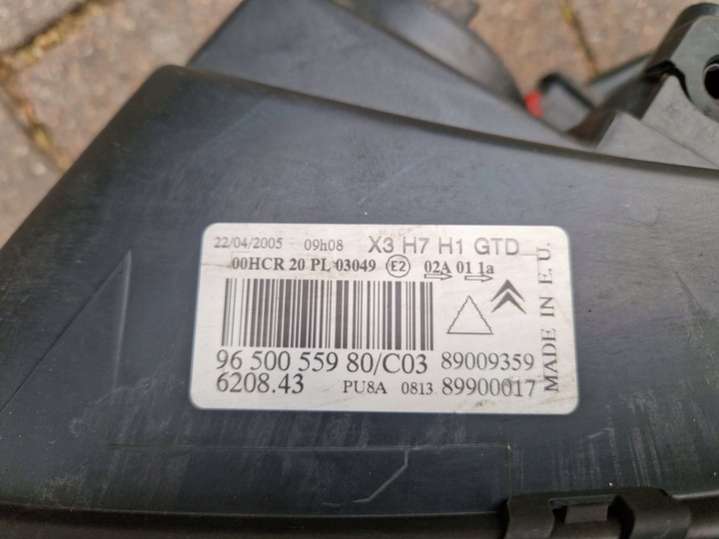 22/04/2005 09h08 X3 H7 H1 GTD
00HCR 20 PL 03049 E2 02A 01 1a
96 500 559 80/C03 89009359
6208.43 PU8A 0813 89900017
MADE IN E.U.